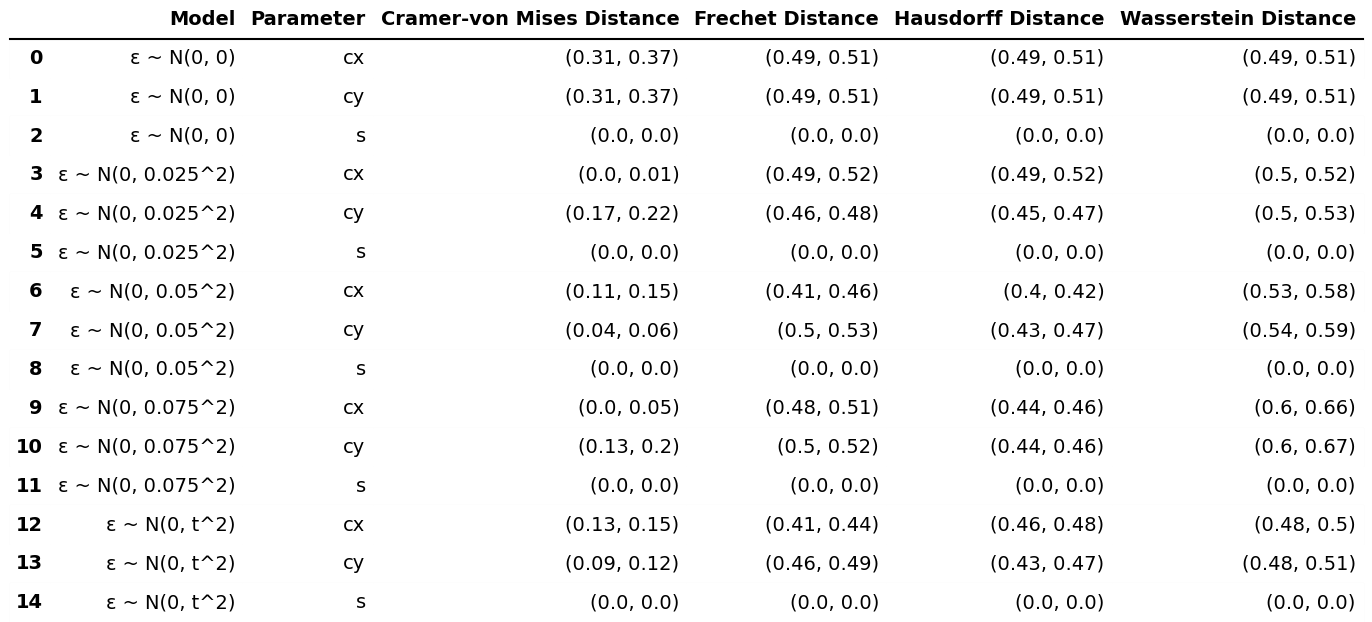 Model Parameter Cramer-von Mises Distance Frechet Distance Hausdorff Distance Wasserstein Distance
0 ε ~ N(0, 0) cx (0.31, 0.37) (0.49, 0.51) (0.49, 0.51) (0.49, 0.51)
1 ε ~ N(0, 0) cy (0.31, 0.37) (0.49, 0.51) (0.49, 0.51) (0.49, 0.51)
2 ε ~ N(0, 0) s (0.0, 0.0) (0.0, 0.0) (0.0, 0.0) (0.0, 0.0)
3 ε ~ N(0, 0.025^2) cx (0.0, 0.01) (0.49, 0.52) (0.49, 0.52) (0.5, 0.52)
4 ε ~ N(0, 0.025^2) cy (0.17, 0.22) (0.46, 0.48) (0.45, 0.47) (0.5, 0.53)
5 ε ~ N(0, 0.025^2) s (0.0, 0.0) (0.0, 0.0) (0.0, 0.0) (0.0, 0.0)
6 ε ~ N(0, 0.05^2) cx (0.11, 0.15) (0.41, 0.46) (0.4, 0.42) (0.53, 0.58)
7 ε ~ N(0, 0.05^2) cy (0.04, 0.06) (0.5, 0.53) (0.43, 0.47) (0.54, 0.59)
8 ε ~ N(0, 0.05^2) s (0.0, 0.0) (0.0, 0.0) (0.0, 0.0) (0.0, 0.0)
9 ε ~ N(0, 0.075^2) cx (0.0, 0.05) (0.48, 0.51) (0.44, 0.46) (0.6, 0.66)
10 ε ~ N(0, 0.075^2) cy (0.13, 0.2) (0.5, 0.52) (0.44, 0.46) (0.6, 0.67)
11 ε ~ N(0, 0.075^2) s (0.0, 0.0) (0.0, 0.0) (0.0, 0.0) (0.0, 0.0)
12 ε ~ N(0, t^2) cx (0.13, 0.15) (0.41, 0.44) (0.46, 0.48) (0.48, 0.5)
13 ε ~ N(0, t^2) cy (0.09, 0.12) (0.46, 0.49) (0.43, 0.47) (0.48, 0.51)
14 ε ~ N(0, t^2) s (0.0, 0.0) (0.0, 0.0) (0.0, 0.0) (0.0, 0.0)